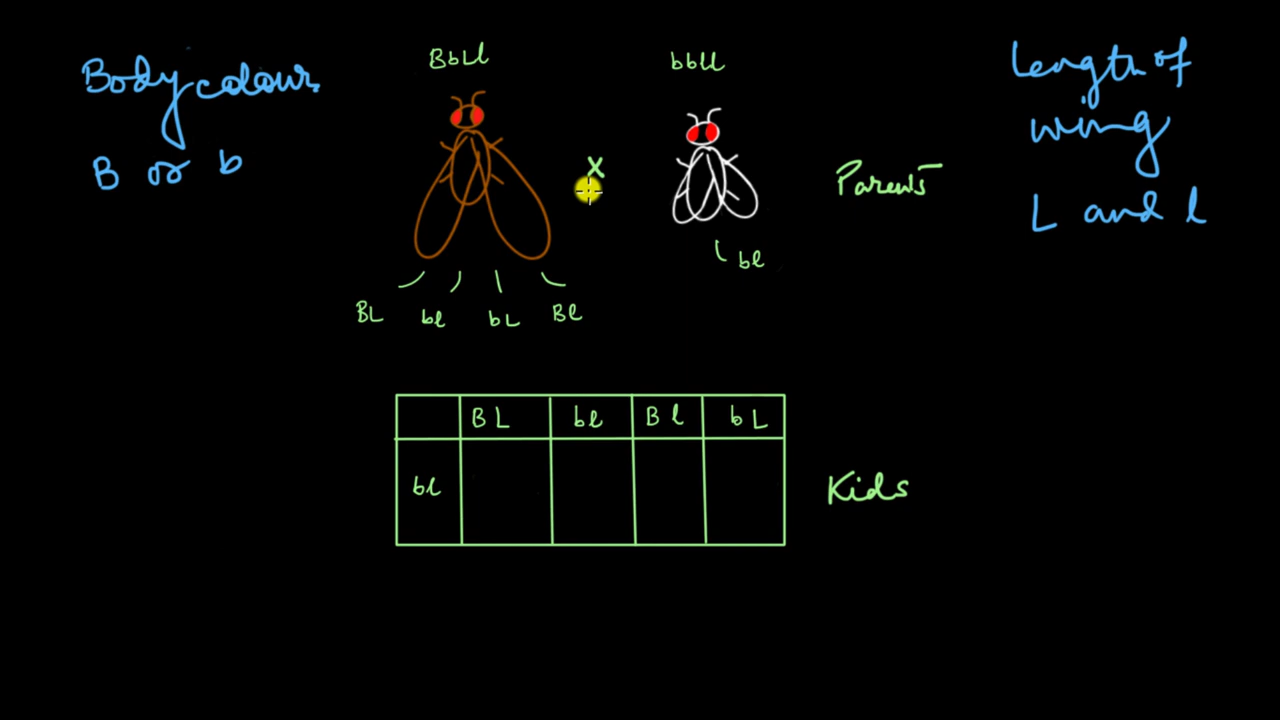 Body colour
B or b
BbLl
bbll
x
Parents
Length of
wing
L and l
bl
BL bl bL Bl
BL bl Bl bL
bl
Kids